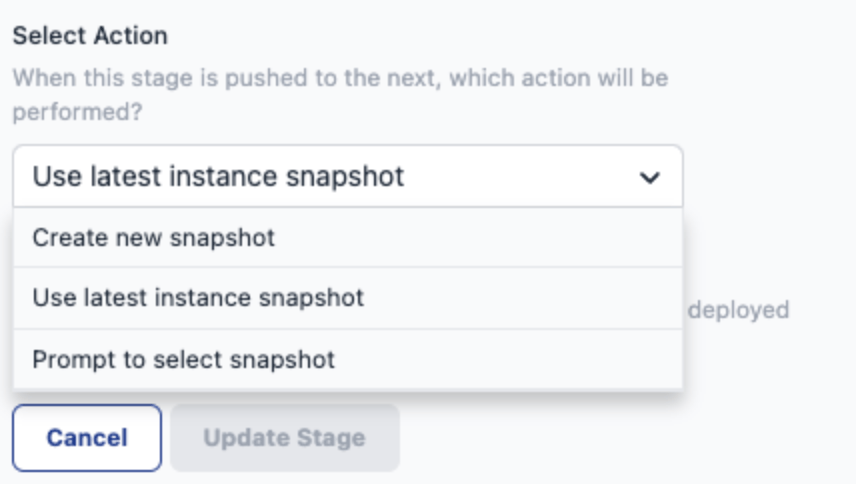 Select Action
When this stage is pushed to the next, which action will be
performed?
Use latest instance snapshot
Create new snapshot
Use latest instance snapshot
deployed
Prompt to select snapshot
Cancel
Update Stage